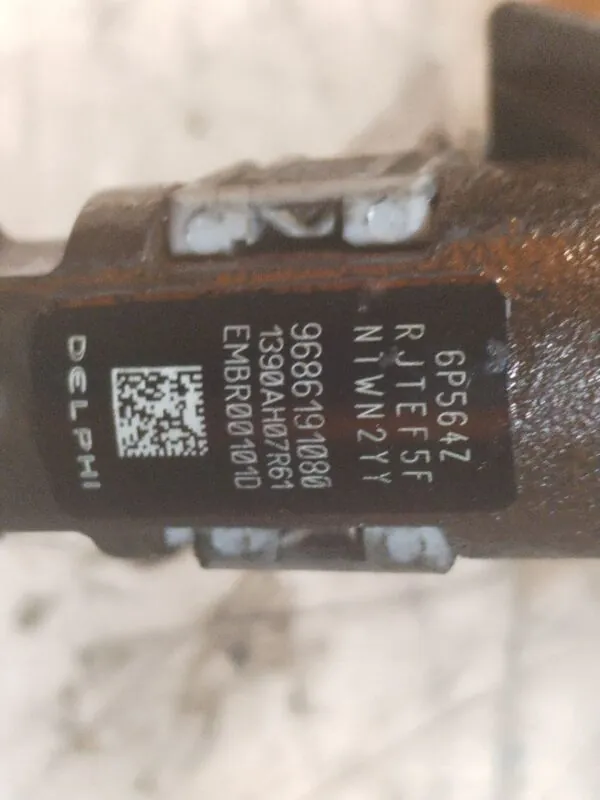 6P564Z
RJTEF5F
N1WN2YY
9686191080
1390AH07R61
EMBR00101D
DELPHI